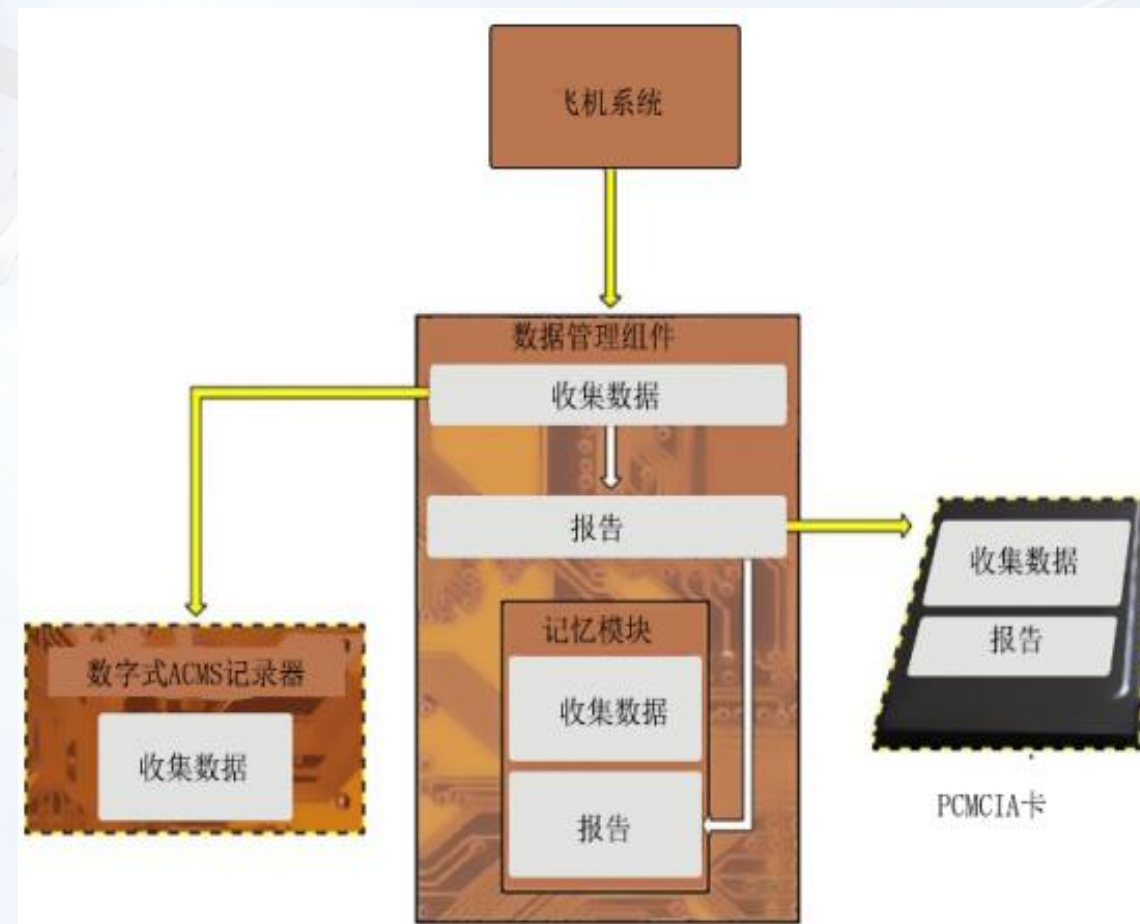 飞机系统
数据管理组件
收集数据
报告
记忆模块
收集数据
报告
数字式ACMS记录器
收集数据
收集数据
报告
PCMCIA卡